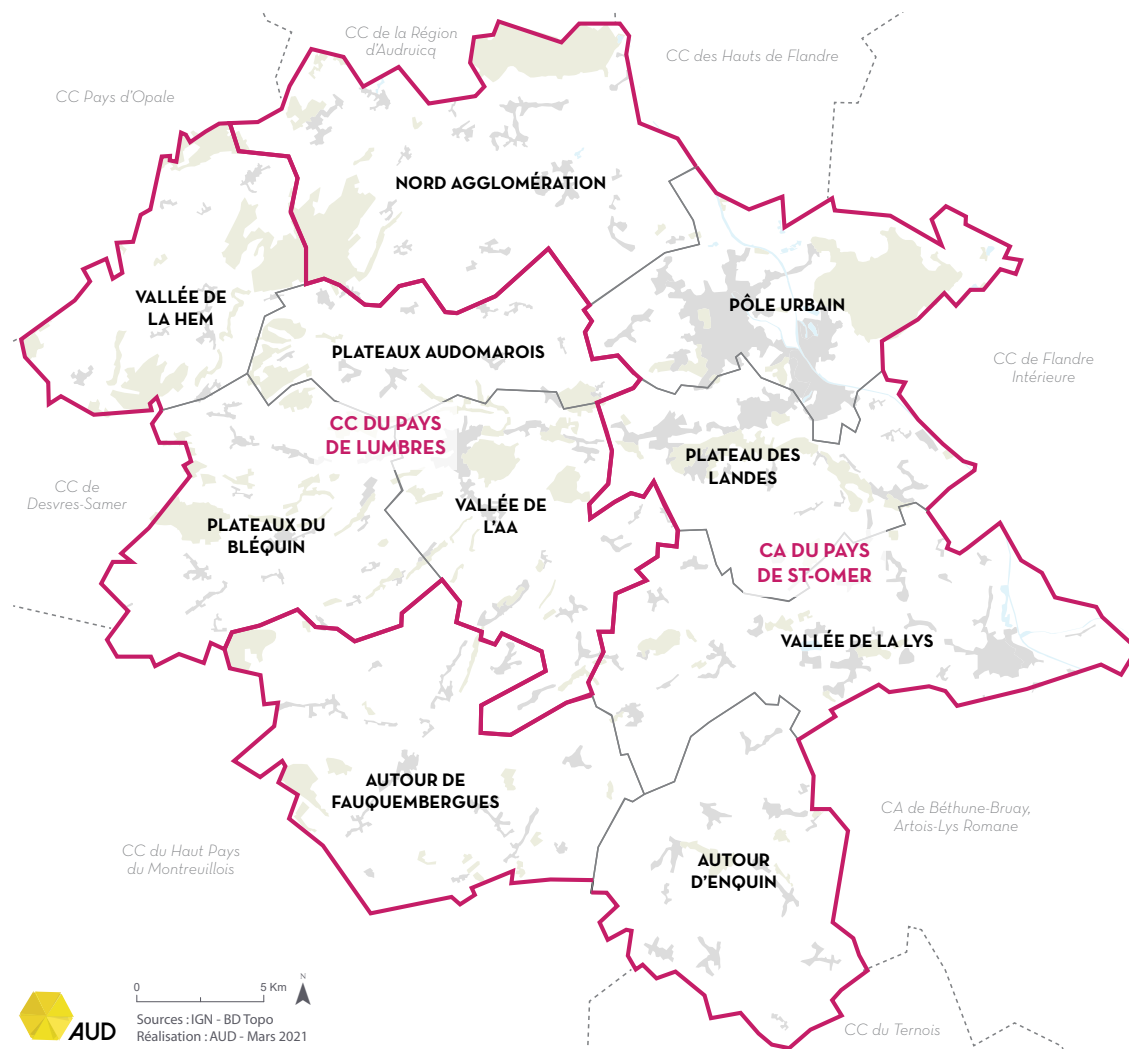 CC de la Région
d'Audruicq
CC des Hauts de Flandre
CC Pays d'Opale
NORD AGGLOMÉRATION
VALLÉE DE
LA HEM
PÔLE URBAIN
PLATEAUX AUDOMAROIS
CC de Flandre
Intérieure
CC DU PAYS
DE LUMBRES
PLATEAU DES
LANDES
CC de
Desvres-Samer
VALLÉE DE
L'AA
PLATEAUX DU
BLÉQUIN
CA DU PAYS
DE ST-OMER
VALLÉE DE LA LYS
AUTOUR DE
FAUQUEMBERGUES
CA de Béthune-Bruay,
Artois-Lys Romane
CC du Haut Pays
du Montreuillois
AUTOUR
D'ENQUIN
N
0 5 Km
AUD
Sources : IGN - BD Topo
Réalisation : AUD - Mars 2021
CC du Ternois